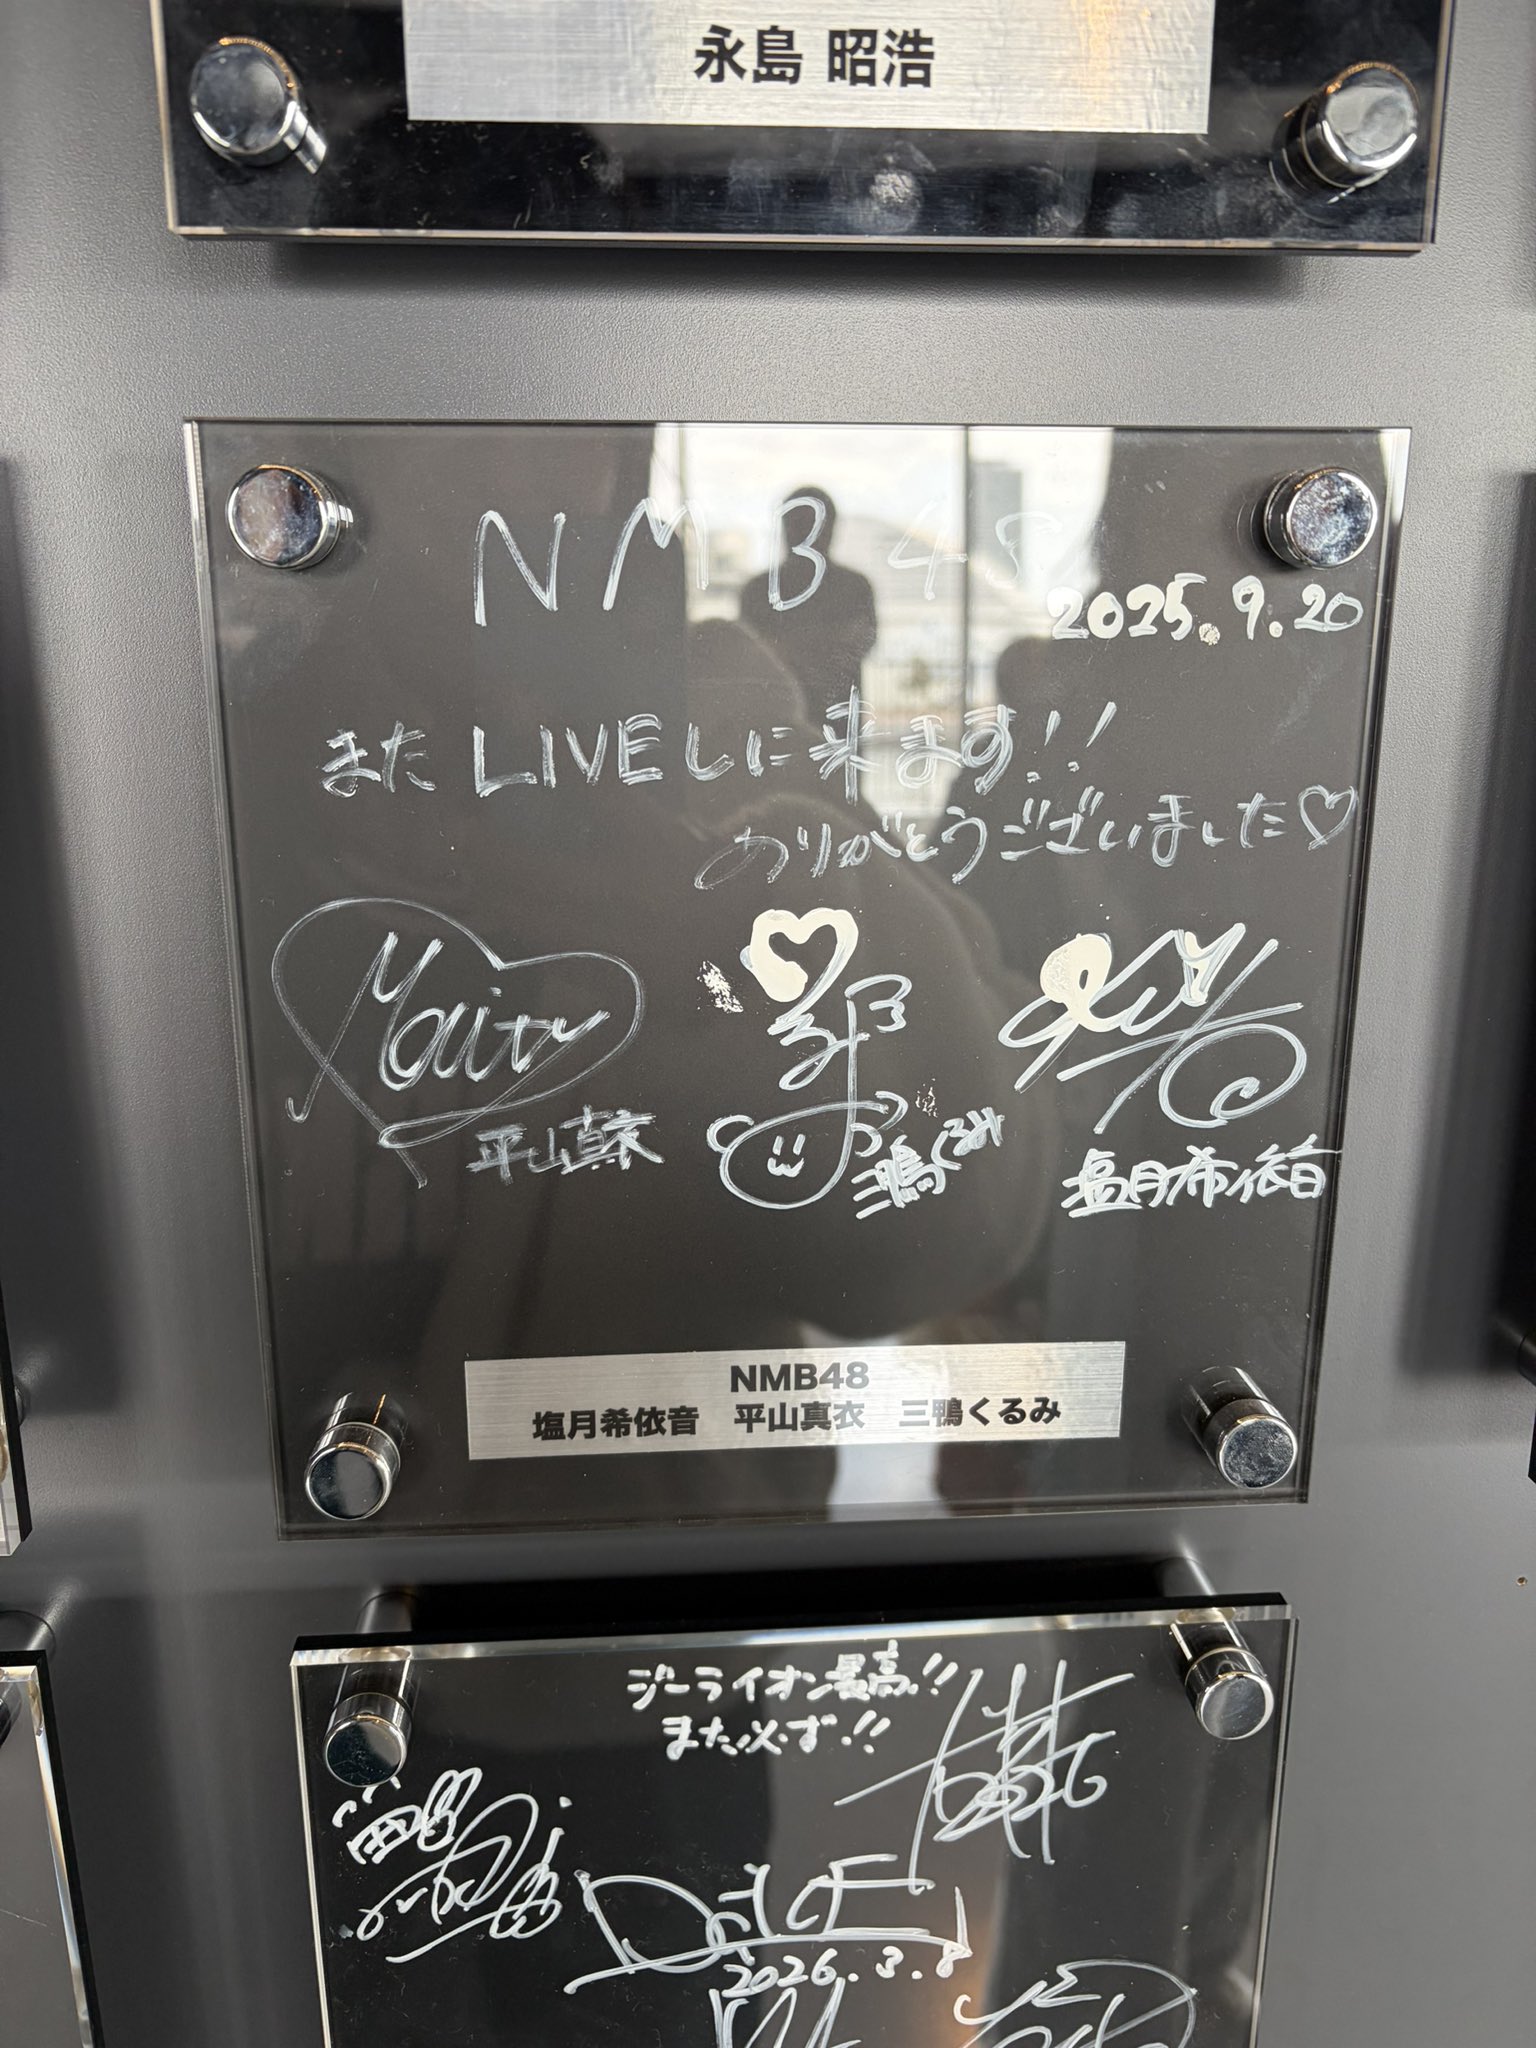 永島 昭浩
NMB48
2025.9.20
また LIVEしに来ます!!
ありがとうございました♡
平山真衣
三鴨くるみ
塩月希依音
NMB48
塩月希依音 平山真衣 三鴨くるみ
ジーライオン最高!!
また必ず!!
2026.3.8